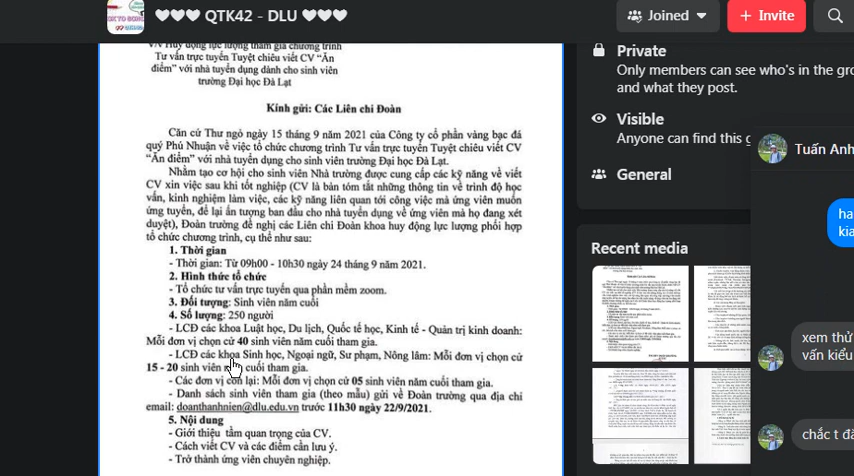 ♥♥♥ QTK42 - DLU ♥♥♥
Joined
+ Invite
V/v Huy động lực lượng tham gia chương trình
Tư vấn trực tuyến Tuyệt chiêu viết CV "Ăn
điểm" với nhà tuyển dụng dành cho sinh viên
trường Đại học Đà Lạt
Kính gửi: Các Liên chi Đoàn
Căn cứ Thư ngỏ ngày 15 tháng 9 năm 2021 của Công ty cổ phần vàng bạc đá
quý Phú Nhuận về việc tổ chức chương trình Tư vấn trực tuyến Tuyệt chiêu viết CV
"Ăn điểm" với nhà tuyển dụng cho sinh viên trường Đại học Đà Lạt.
Nhằm tạo cơ hội cho sinh viên Nhà trường được cung cấp các kỹ năng về viết
CV xin việc sau khi tốt nghiệp (CV là bản tóm tắt những thông tin về trình độ học
vấn, kinh nghiệm làm việc, các kỹ năng liên quan tới công việc mà ứng viên muốn
ứng tuyển, để lại ấn tượng ban đầu cho nhà tuyển dụng về ứng viên mà họ đang xét
duyệt), Đoàn trường đề nghị các Liên chi Đoàn khoa huy động lực lượng phối hợp
tổ chức chương trình, cụ thể như sau:
1. Thời gian
- Thời gian: Từ 09h00 - 10h30 ngày 24 tháng 9 năm 2021.
2. Hình thức tổ chức
- Tổ chức tư vấn trực tuyến qua phần mềm zoom.
3. Đối tượng: Sinh viên năm cuối
4. Số lượng: 250 người
- LCĐ các khoa Luật học, Du lịch, Quốc tế học, Kinh tế - Quản trị kinh doanh:
Mỗi đơn vị chọn cử 40 sinh viên năm cuối tham gia.
- LCĐ các khoa Sinh học, Ngoại ngữ, Sư phạm, Nông lâm: Mỗi đơn vị chọn cử
15 - 20 sinh viên năm cuối tham gia.
- Các đơn vị còn lại: Mỗi đơn vị chọn cử 05 sinh viên năm cuối tham gia.
- Danh sách sinh viên tham gia (theo mẫu) gửi về Đoàn trường qua địa chỉ
email: doanthanhnien@dlu.edu.vn trước 11h30 ngày 22/9/2021.
5. Nội dung
- Giới thiệu tầm quan trọng của CV.
- Cách viết CV và các điểm cần lưu ý.
- Trở thành ứng viên chuyên nghiệp.
Private
Only members can see who's in the gro
and what they post.
Visible
Anyone can find this g
General
Recent media
Tuấn Anh
ha
kia
xem thử
vấn kiểu
chắc t đă